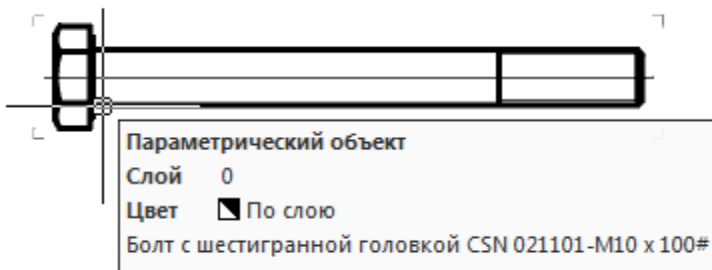 Параметрический объект
Слой 0
Цвет По слою
Болт с шестигранной головкой CSN 021101-M10 x 100#